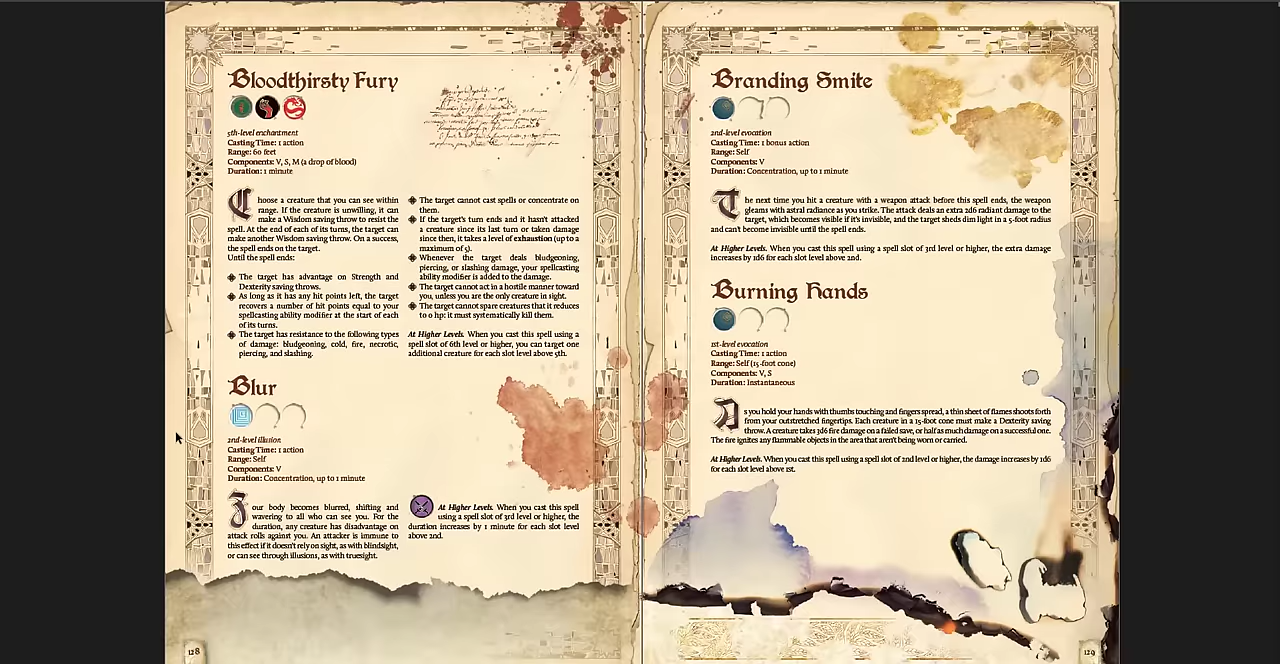 Bloodthirsty Fury
5th-level enchantment
Casting Time: 1 action
Range: 60 feet
Components: V, S, M (a drop of blood)
Duration: 1 minute
Choose a creature that you can see within
range. If the creature is unwilling, it can
make a Wisdom saving throw to resist the
spell. At the end of each of its turns, the target can
make another Wisdom saving throw. On a success,
the spell ends on the target.
Until the spell ends:
The target has advantage on Strength and
Dexterity saving throws.
As long as it has any hit points left, the target
recovers a number of hit points equal to your
spellcasting ability modifier at the start of each
of its turns.
The target has resistance to the following types
of damage: bludgeoning, cold, fire, necrotic,
piercing, and slashing.
The target cannot cast spells or concentrate on
them.
If the target's turn ends and it hasn't attacked
a creature since its last turn or taken damage
since then, it takes a level of exhaustion (up to a
maximum of 5).
Whenever the target deals bludgeoning,
piercing, or slashing damage, your spellcasting
ability modifier is added to the damage.
The target cannot act in a hostile manner toward
you, unless you are the only creature in sight.
The target cannot spare creatures that it reduces
to 0 hp: it must systematically kill them.
At Higher Levels. When you cast this spell using a
spell slot of 6th level or higher, you can target one
additional creature for each slot level above 5th.
Blur
2nd-level illusion
Casting Time: 1 action
Range: Self
Components: V
Duration: Concentration, up to 1 minute
Your body becomes blurred, shifting and
wavering to all who can see you. For the
duration, any creature has disadvantage on
attack rolls against you. An attacker is immune to
this effect if it doesn't rely on sight, as with blindsight,
or can see through illusions, as with truesight.
At Higher Levels. When you cast this spell
using a spell slot of 3rd level or higher, the
duration increases by 1 minute for each slot level
above 2nd.
128
Branding Smite
2nd-level evocation
Casting Time: 1 bonus action
Range: Self
Components: V
Duration: Concentration, up to 1 minute
The next time you hit a creature with a weapon attack before this spell ends, the weapon
gleams with astral radiance as you strike. The attack deals an extra 2d6 radiant damage to the
target, which becomes visible if it's invisible, and the target sheds dim light in a 5-foot radius
and can't become invisible until the spell ends.
At Higher Levels. When you cast this spell using a spell slot of 3rd level or higher, the extra damage
increases by 1d6 for each slot level above 2nd.
Burning Hands
1st-level evocation
Casting Time: 1 action
Range: Self (15-foot cone)
Components: V, S
Duration: Instantaneous
As you hold your hands with thumbs touching and fingers spread, a thin sheet of flames shoots forth
from your outstretched fingertips. Each creature in a 15-foot cone must make a Dexterity saving
throw. A creature takes 3d6 fire damage on a failed save, or half as much damage on a successful one.
The fire ignites any flammable objects in the area that aren't being worn or carried.
At Higher Levels. When you cast this spell using a spell slot of 2nd level or higher, the damage increases by 1d6
for each slot level above 1st.
129